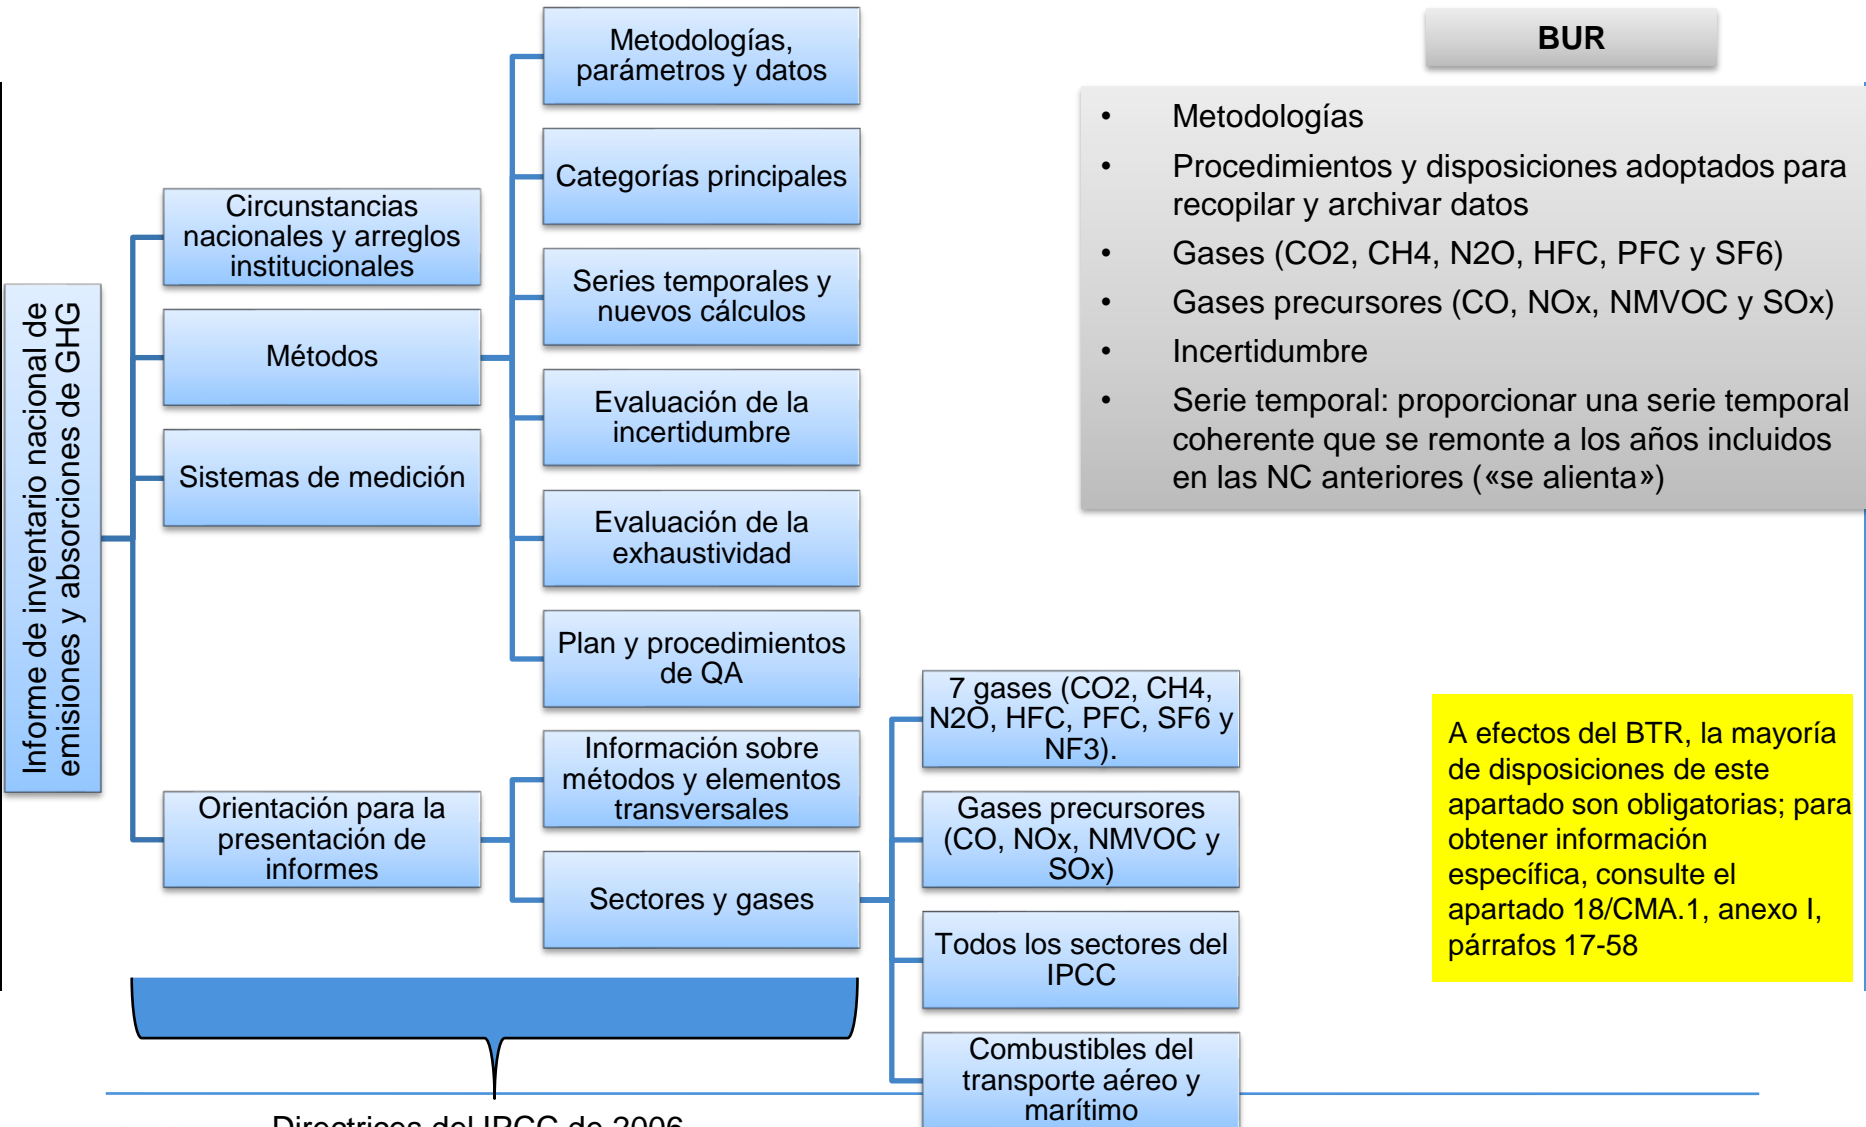 Informe de inventario nacional de
emisiones y absorciones de GHG
Circunstancias
nacionales y arreglos
institucionales
Métodos
Sistemas de medición
Orientación para la
presentación de
informes
Metodologías,
parámetros y datos
Categorías principales
Series temporales y
nuevos cálculos
Evaluación de la
incertidumbre
Evaluación de la
exhaustividad
Plan y procedimientos
de QA
Información sobre
métodos y elementos
transversales
Sectores y gases
7 gases (CO2, CH4,
N2O, HFC, PFC, SF6 y
NF3).
Gases precursores
(CO, NOx, NMVOC y
SOx)
Todos los sectores del
IPCC
Combustibles del
transporte aéreo y
marítimo
Directrices del IPCC de 2006
BUR
• Metodologías
• Procedimientos y disposiciones adoptados para
recopilar y archivar datos
• Gases (CO2, CH4, N2O, HFC, PFC y SF6)
• Gases precursores (CO, NOx, NMVOC y SOx)
• Incertidumbre
• Serie temporal: proporcionar una serie temporal
coherente que se remonte a los años incluidos
en las NC anteriores («se alienta»)
A efectos del BTR, la mayoría
de disposiciones de este
apartado son obligatorias; para
obtener información
específica, consulte el
apartado 18/CMA.1, anexo I,
párrafos 17-58